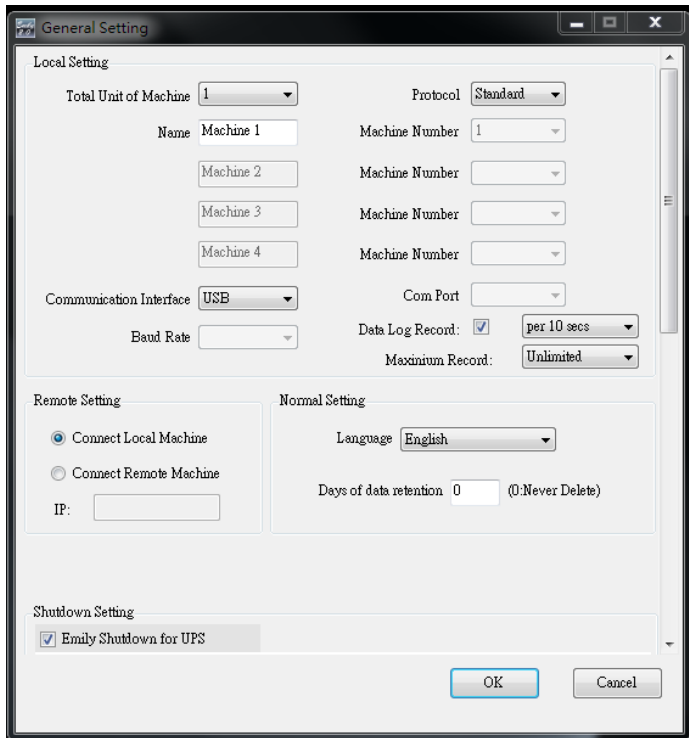 General Setting
Local Setting
Total Unit of Machine 1 Protocol Standard
Name Machine 1 Machine Number 1
Machine 2 Machine Number
Machine 3 Machine Number
Machine 4 Machine Number
Communication Interface USB Com Port
Baud Rate Data Log Record: per 10 secs
Maxinium Record: Unlimited
Remote Setting
Connect Local Machine
Connect Remote Machine
IP:
Normal Setting
Language English
Days of data retention 0 (0:Never Delete)
Shutdown Setting
Emily Shutdown for UPS
OK Cancel